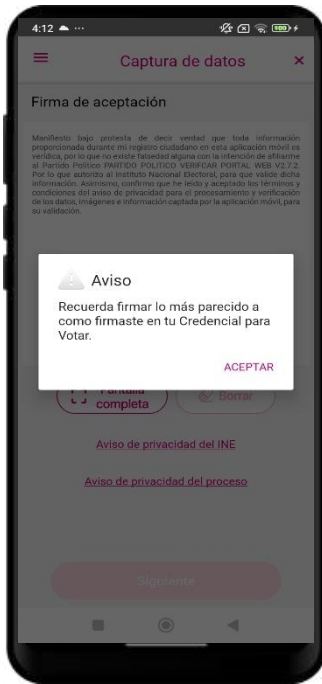 4:12
Captura de datos ×
Firma de aceptación
Manifiesto bajo protesta de decir verdad que toda información
proporcionada durante mi registro ciudadano en esta aplicación móvil es
verídica, por lo que no existe falsedad alguna con la intención de afiliarme
al Partido Político PARTIDO POLITICO VERIFICAR PORTAL WEB V2.7.2.
Por lo que autorizo al Instituto Nacional Electoral, para que valide dicha
información. Asimismo, confirmo que he leído y aceptado los términos y
condiciones del aviso de privacidad para el procesamiento y verificación
de los datos, imágenes e información captada por la aplicación móvil, para
su validación.
Aviso
Recuerda firmar lo más parecido a
como firmaste en tu Credencial para
Votar.
ACEPTAR
Pantalla
completa
Borrar
Aviso de privacidad del INE
Aviso de privacidad del proceso
Siguiente